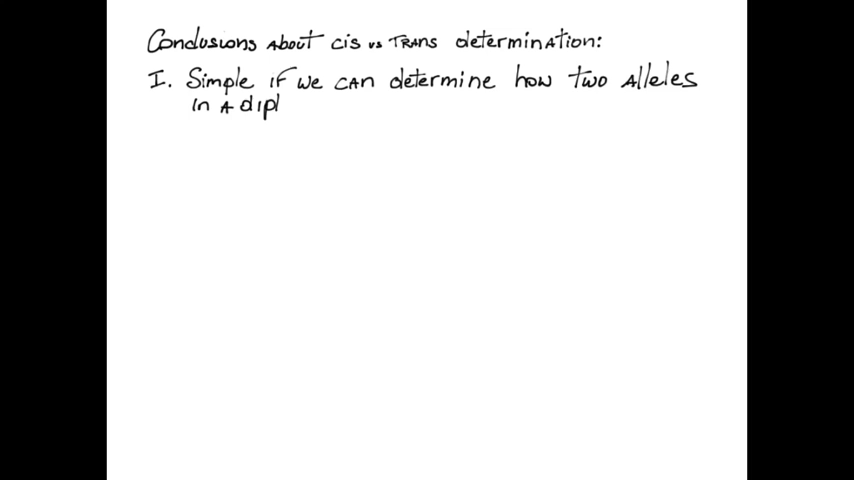 Conclusions About cis vs TRANS determination:
I. Simple if we can determine how two Alleles
in A dipl